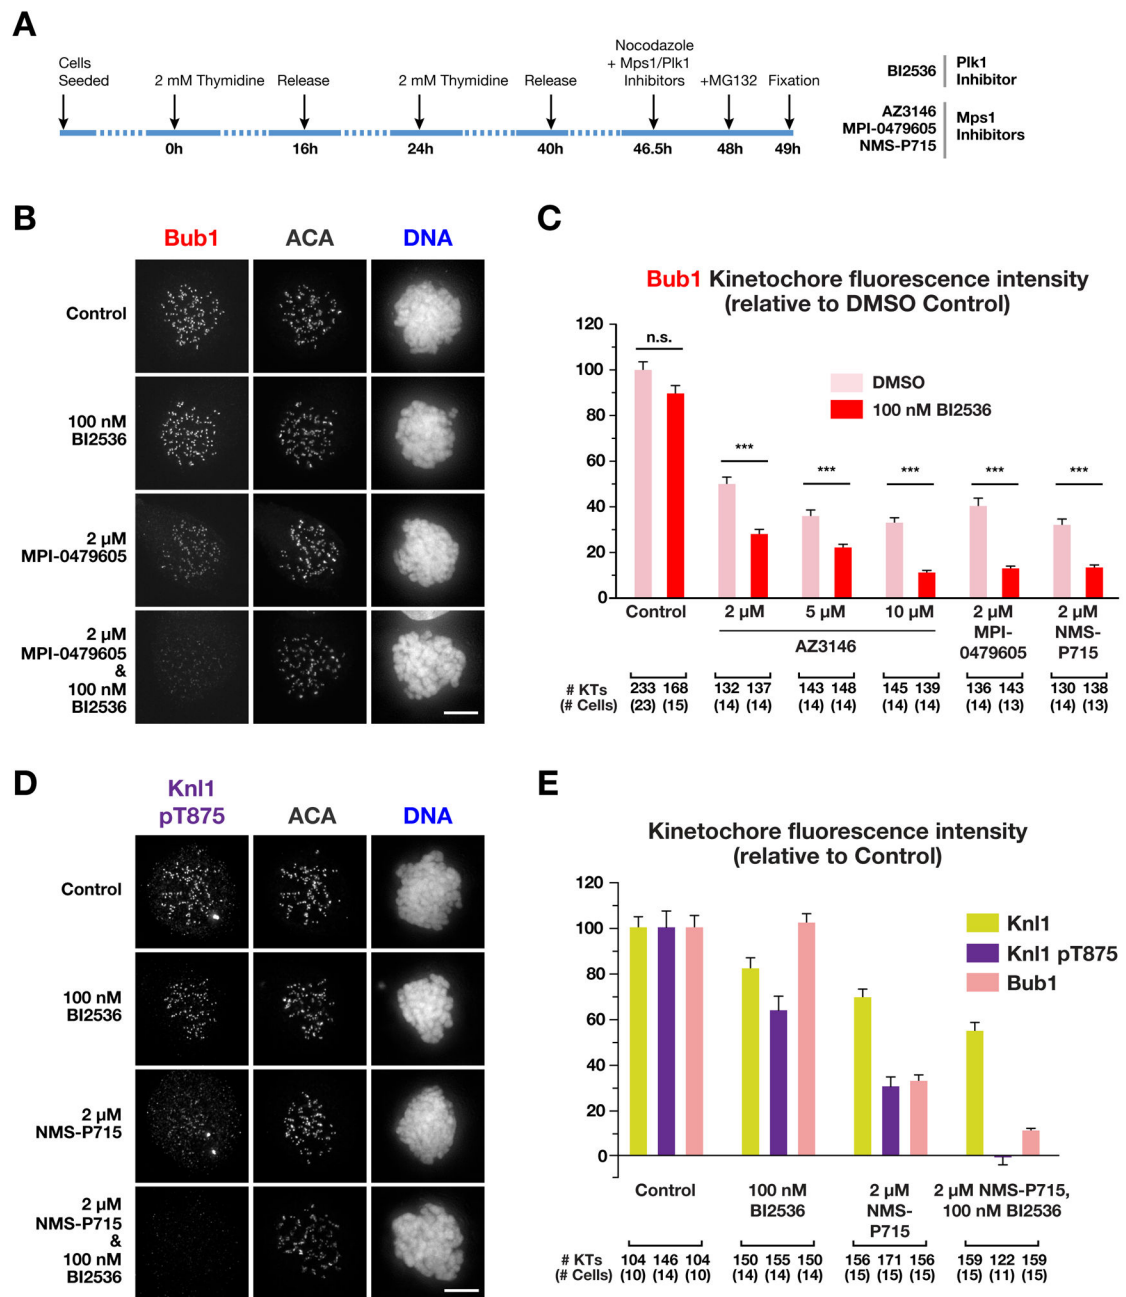 A
Cells
Seeded
2 mM Thymidine
Release
2 mM Thymidine
Release
Nocodazole
+ Mps1/Plk1
Inhibitors
+MG132
Fixation
0h
16h
24h
40h
46.5h
48h
49h
BI2536
Plk1
Inhibitor
AZ3146
MPI-0479605
NMS-P715
Mps1
Inhibitors
B
Bub1 ACA DNA
Control
100 nM
BI2536
2 µM
MPI-0479605
2 µM
MPI-0479605
&
100 nM
BI2536
C
Bub1 Kinetochore fluorescence intensity
(relative to DMSO Control)
120
100
80
60
40
20
0
n.s.
*** *** *** *** ***
DMSO
100 nM BI2536
Control
2 µM
5 µM
10 µM
AZ3146
2 µM
MPI-
0479605
2 µM
NMS-
P715
# KTs 233 168 132 137 143 148 145 139 136 143 130 138
(# Cells) (23) (15) (14) (14) (14) (14) (14) (14) (14) (13) (14) (13)
D
Knl1
pT875
ACA
DNA
Control
100 nM
BI2536
2 µM
NMS-P715
2 µM
NMS-P715
&
100 nM
BI2536
E
Kinetochore fluorescence intensity
(relative to Control)
120
100
80
60
40
20
0
Knl1
Knl1 pT875
Bub1
Control
100 nM
BI2536
2 µM
NMS-
P715
2 µM NMS-P715,
100 nM BI2536
# KTs 104 146 104 150 155 150 156 171 156 159 122 159
(# Cells) (10) (14) (10) (14) (14) (14) (15) (15) (15) (15) (11) (15)